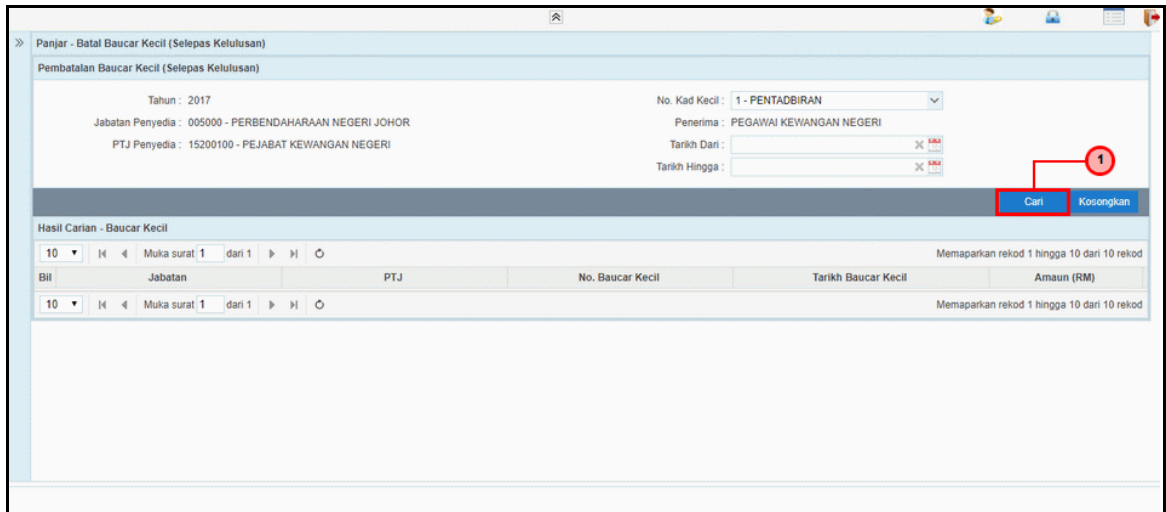 Panjar - Batal Baucar Kecil (Selepas Kelulusan)
Pembatalan Baucar Kecil (Selepas Kelulusan)
Tahun : 2017 No. Kad Kecil : 1 - PENTADBIRAN
Jabatan Penyedia : 005000 - PERBENDAHARAAN NEGERI JOHOR Penerima : PEGAWAI KEWANGAN NEGERI
PTJ Penyedia : 15200100 - PEJABAT KEWANGAN NEGERI Tarikh Dari :
Tarikh Hingga :
1
Cari Kosongkan
Hasil Carian - Baucar Kecil
10 Muka surat 1 dari 1 Memaparkan rekod 1 hingga 10 dari 10 rekod
Bil Jabatan PTJ No. Baucar Kecil Tarikh Baucar Kecil Amaun (RM)
10 Muka surat 1 dari 1 Memaparkan rekod 1 hingga 10 dari 10 rekod